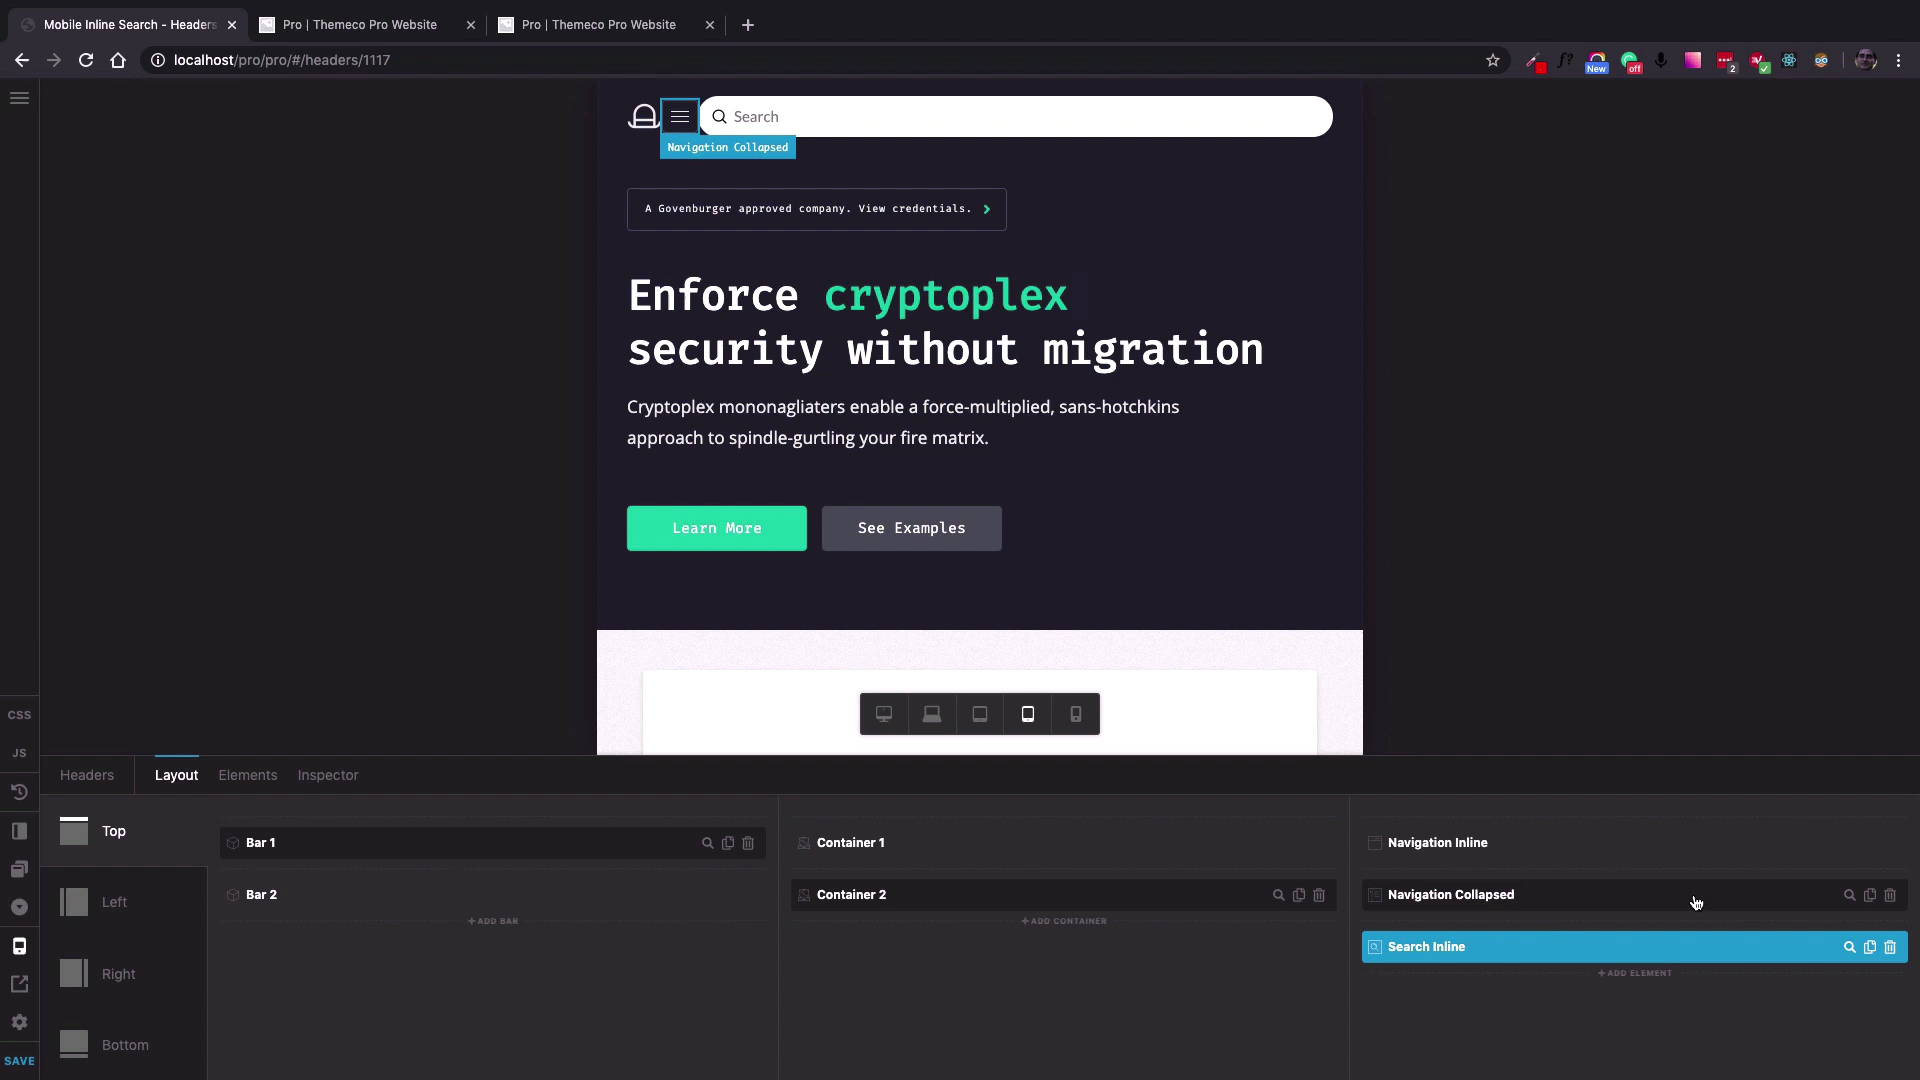 Mobile Inline Search - Headers
Pro | Themeco Pro Website
Pro | Themeco Pro Website
localhost/pro/pro/#/headers/1117
f?
New
off
2
Search
Navigation Collapsed
A Govenburger approved company. View credentials.
Enforce cryptoplex
security without migration
Cryptoplex mononagliaters enable a force-multiplied, sans-hotchkins
approach to spindle-gurtling your fire matrix.
Learn More
See Examples
CSS
JS
Headers
Layout
Elements
Inspector
Top
Left
Right
Bottom
SAVE
Bar 1
Bar 2
+ ADD BAR
Container 1
Container 2
+ ADD CONTAINER
Navigation Inline
Navigation Collapsed
Search Inline
+ ADD ELEMENT